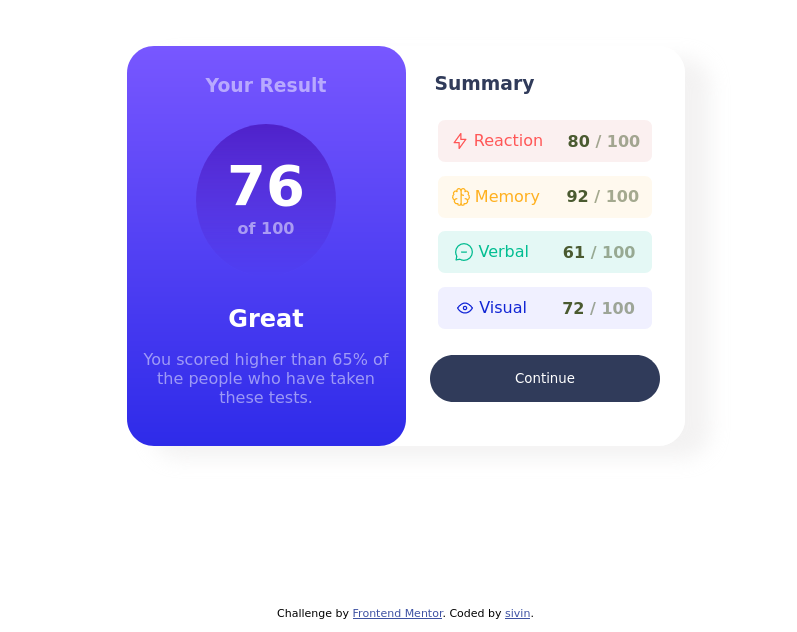 Your Result
76
of 100
Great
You scored higher than 65% of
the people who have taken
these tests.
Summary
Reaction 80 / 100
Memory 92 / 100
Verbal 61 / 100
Visual 72 / 100
Continue
Challenge by Frontend Mentor. Coded by sivin.